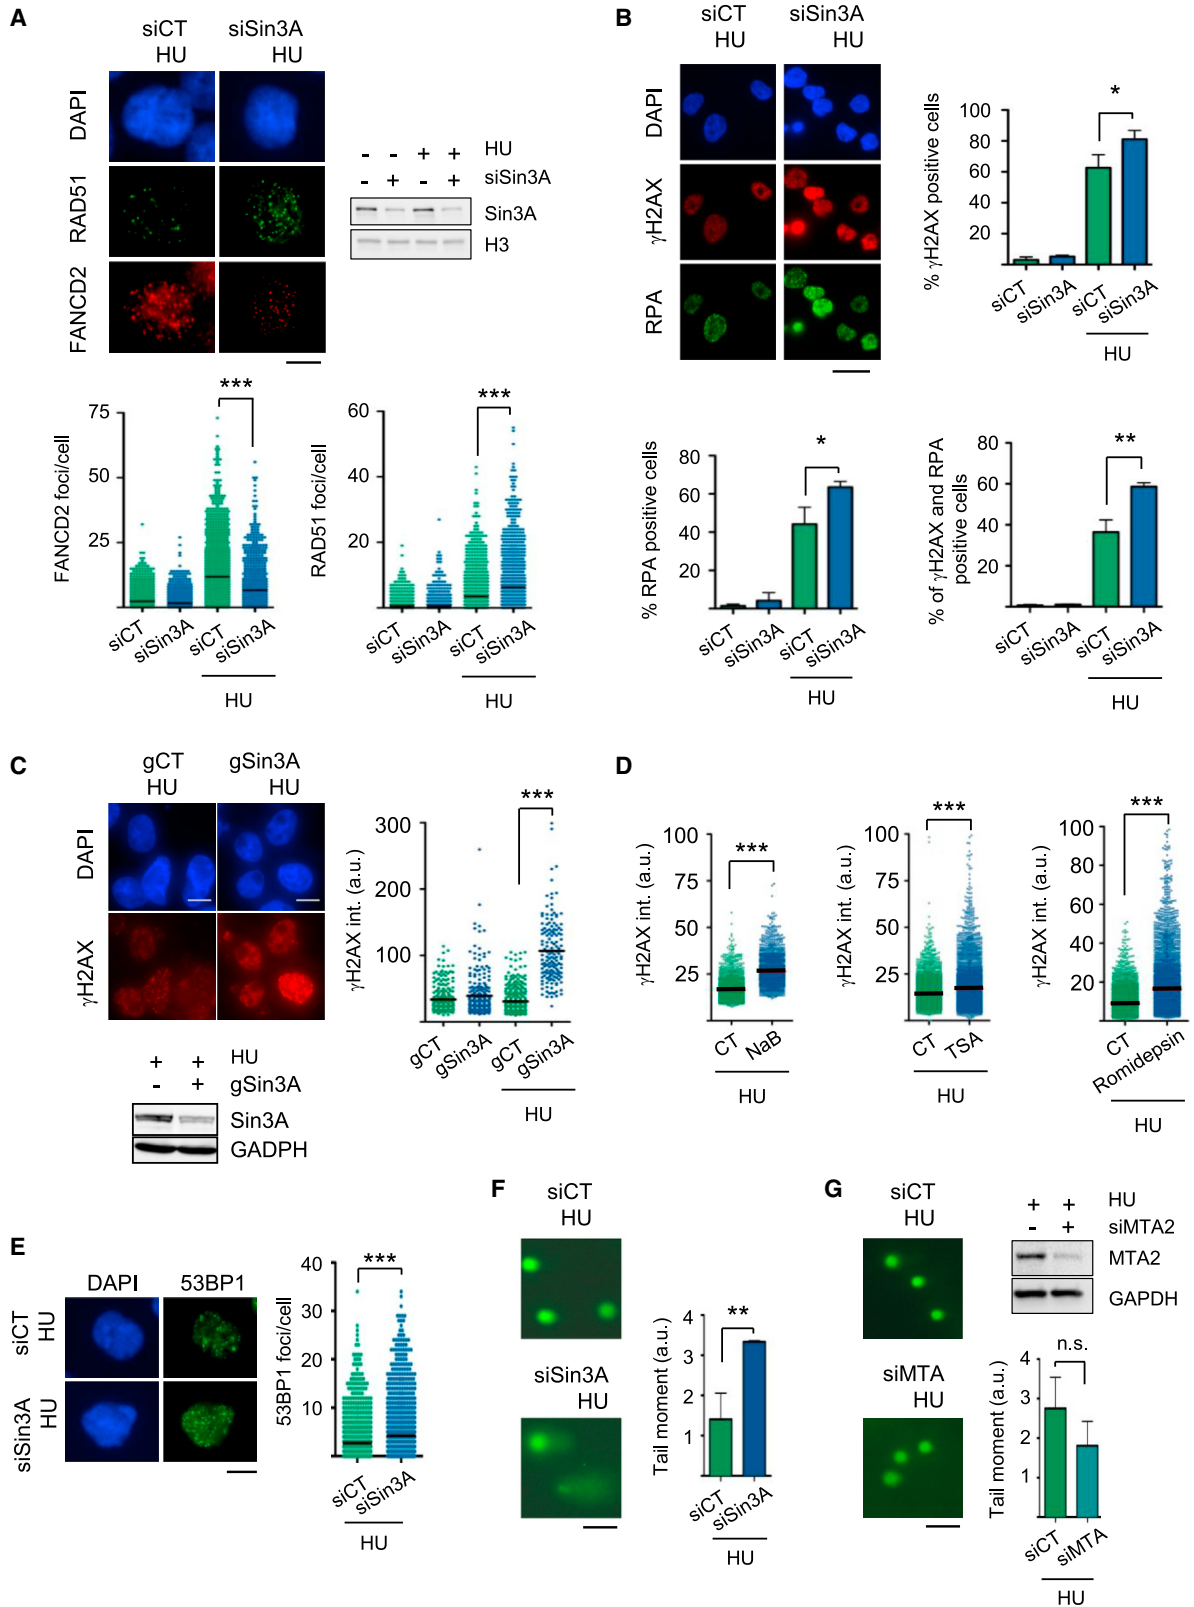 A
siCT siSin3A
HU HU
DAPI
RAD51
FANCD2
- - + + HU
- + - + siSin3A
Sin3A
H3
FANCD2 foci/cell
75
50
25
***
siCT siSin3A siCT siSin3A
HU
RAD51 foci/cell
60
40
20
***
siCT siSin3A siCT siSin3A
HU
B
siCT siSin3A
HU HU
DAPI
γH2AX
RPA
% γH2AX positive cells
100
80
60
40
20
*
siCT siSin3A siCT siSin3A
HU
% RPA positive cells
80
60
40
20
*
siCT siSin3A siCT siSin3A
HU
% of γH2AX and RPA
positive cells
80
60
40
20
**
siCT siSin3A siCT siSin3A
HU
C
gCT gSin3A
HU HU
DAPI
γH2AX
+ + HU
- + gSin3A
Sin3A
GADPH
γH2AX int. (a.u.)
300
200
100
***
gCT gSin3A gCT gSin3A
HU
D
γH2AX int. (a.u.)
100
75
50
25
***
CT NaB
HU
γH2AX int. (a.u.)
100
75
50
25
***
CT TSA
HU
γH2AX int. (a.u.)
100
80
60
40
20
***
CT Romidepsin
HU
E
DAPI 53BP1
siCT
HU
siSin3A
HU
53BP1 foci/cell
40
30
20
10
***
siCT siSin3A
HU
F
siCT
HU
siSin3A
HU
Tail moment (a.u.)
4
3
2
1
**
siCT siSin3A
HU
G
siCT
HU
siMTA
HU
+ + HU
- + siMTA2
MTA2
GAPDH
Tail moment (a.u.)
4
3
2
1
n.s.
siCT siMTA
HU